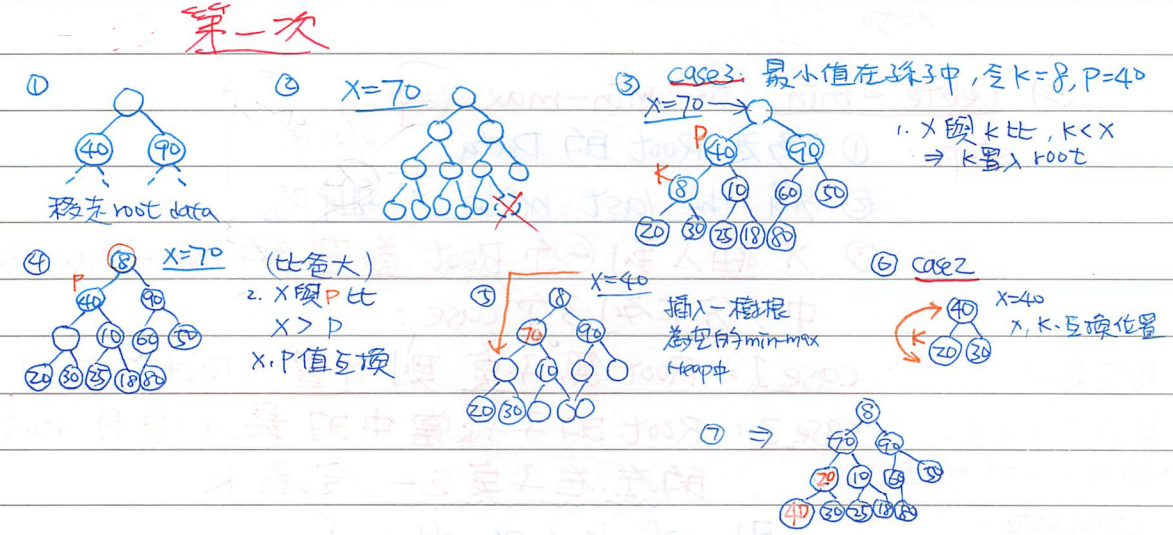 第一次
①
40 90
移走root data
② X=70
③ case3: 最小值在孫子中,令K=8,P=40
X=70
P 40 90
K 8 10 60 50
20 30 25 18 80
1. X與K比,K<X
⇒ K置入root
④ 8 X=70
P 40 90
10 60 50
20 30 25 18 80
(比爸大)
2. X與P比
X>P
X、P值互換
⑤ X=40
8
70 90
10
20 30
插入一樹根
為空的min-max
Heap中
⑥ case2
40
K
20 30
X=40
X,K互換位置
⑦ ⇒
8
70 90
20 10 60 50
40 30 25 18 80